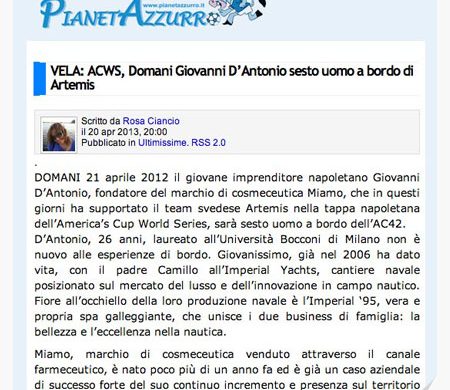 www.pianetazzurro.it
PIANETAZZURRO
VELA: ACWS, Domani Giovanni D’Antonio sesto uomo a bordo di
Artemis
Scritto da Rosa Ciancio
il 20 apr 2013, 20:00
Pubblicato in Ultimissime. RSS 2.0
.
DOMANI 21 aprile 2012 il giovane imprenditore napoletano Giovanni
D’Antonio, fondatore del marchio di cosmeceutica Miamo, che in questi
giorni ha supportato il team svedese Artemis nella tappa napoletana
dell’America’s Cup World Series, sarà sesto uomo a bordo dell’AC42.
D’Antonio, 26 anni, laureato all’Università Bocconi di Milano non è
nuovo alle esperienze di bordo. Giovanissimo, già nel 2006 ha dato
vita, con il padre Camillo all’Imperial Yachts, cantiere navale
posizionato sul mercato del lusso e dell’innovazione in campo nautico.
Fiore all’occhiello della loro produzione navale è l’Imperial ‘95, vera e
propria spa galleggiante, che unisce i due business di famiglia: la
bellezza e l’eccellenza nella nautica.
Miamo, marchio di cosmeceutica venduto attraverso il canale
farmeceutico, è nato poco più di un anno fa ed è già un caso aziendale
di successo forte del suo continuo incremento e presenza sul territorio